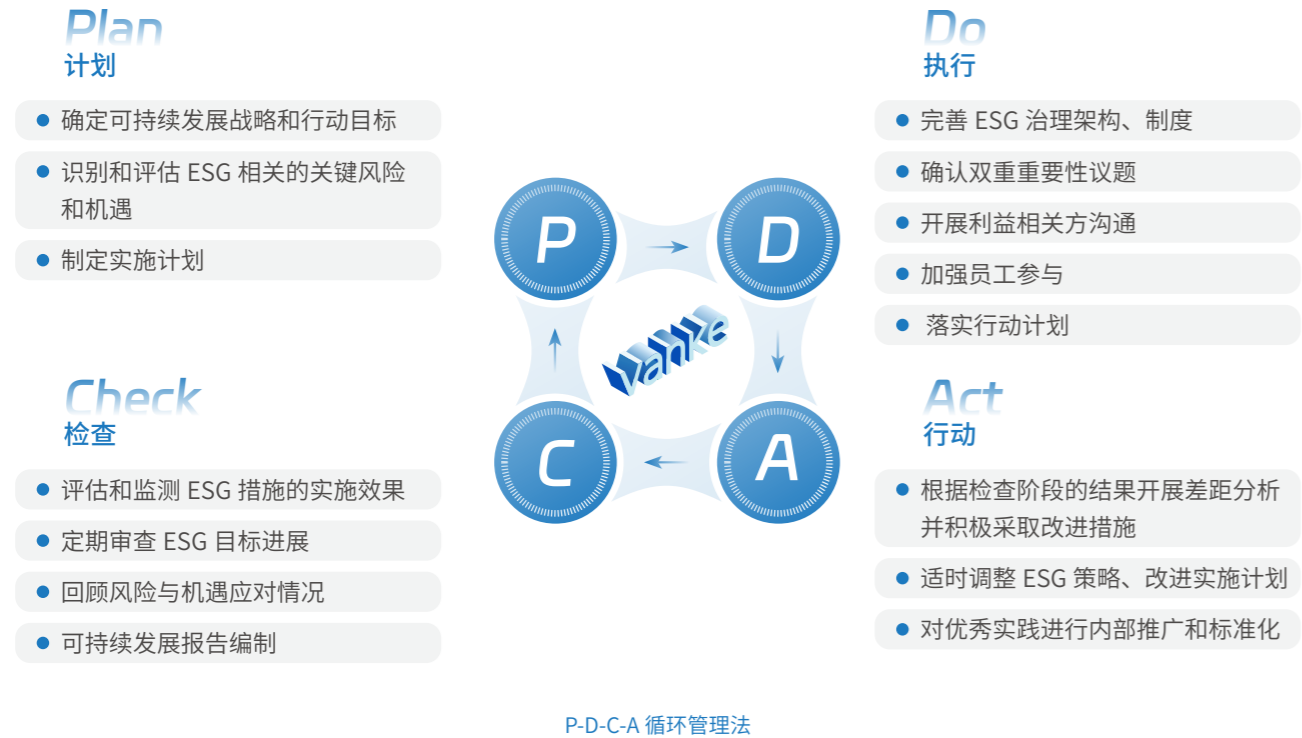 Plan
计划
确定可持续发展战略和行动目标
识别和评估 ESG 相关的关键风险
和机遇
制定实施计划
Do
执行
完善 ESG 治理架构、制度
确认双重重要性议题
开展利益相关方沟通
加强员工参与
落实行动计划
P
D
vanke
C
A
Check
检查
评估和监测 ESG 措施的实施效果
定期审查 ESG 目标进展
回顾风险与机遇应对情况
可持续发展报告编制
Act
行动
根据检查阶段的结果开展差距分析
并积极采取改进措施
适时调整 ESG 策略、改进实施计划
对优秀实践进行内部推广和标准化
P-D-C-A 循环管理法